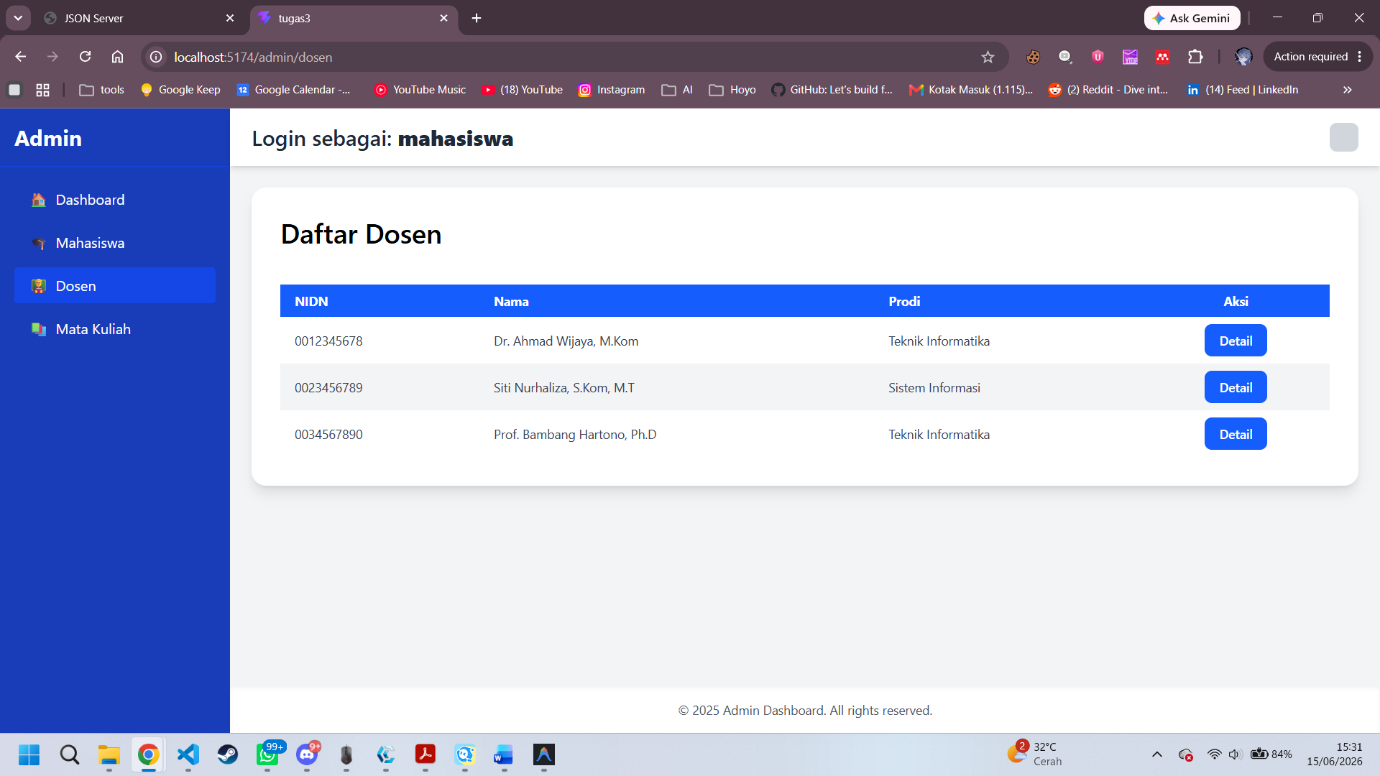 JSON Server
tugas3
Ask Gemini
localhost:5174/admin/dosen
Action required
tools
Google Keep
12
Google Calendar -...
YouTube Music
(18) YouTube
Instagram
AI
Hoyo
GitHub: Let's build f...
Kotak Masuk (1.115)...
(2) Reddit - Dive int...
(14) Feed | LinkedIn
Admin
Login sebagai: mahasiswa
Dashboard
Mahasiswa
Dosen
Mata Kuliah
Daftar Dosen
NIDN Nama Prodi Aksi
0012345678 Dr. Ahmad Wijaya, M.Kom Teknik Informatika Detail
0023456789 Siti Nurhaliza, S.Kom, M.T Sistem Informasi Detail
0034567890 Prof. Bambang Hartono, Ph.D Teknik Informatika Detail
© 2025 Admin Dashboard. All rights reserved.
99+
9+
2
32°C
Cerah
84%
15:31
15/06/2026